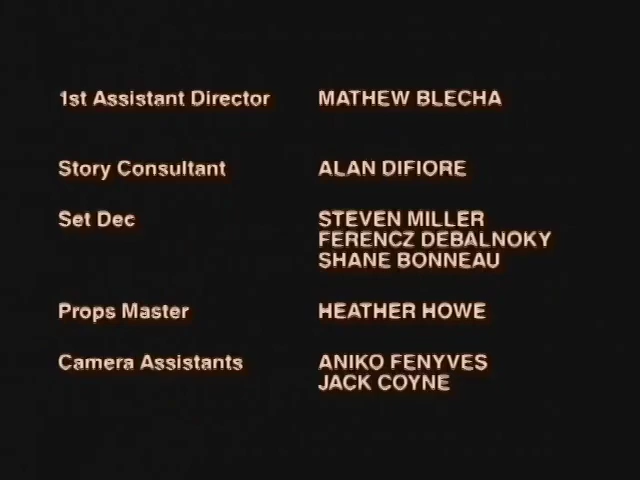 1st Assistant Director MATHEW BLECHA
Story Consultant ALAN DIFIORE
Set Dec STEVEN MILLER
FERENCZ DEBALNOKY
SHANE BONNEAU
Props Master HEATHER HOWE
Camera Assistants ANIKO FENYVES
JACK COYNE